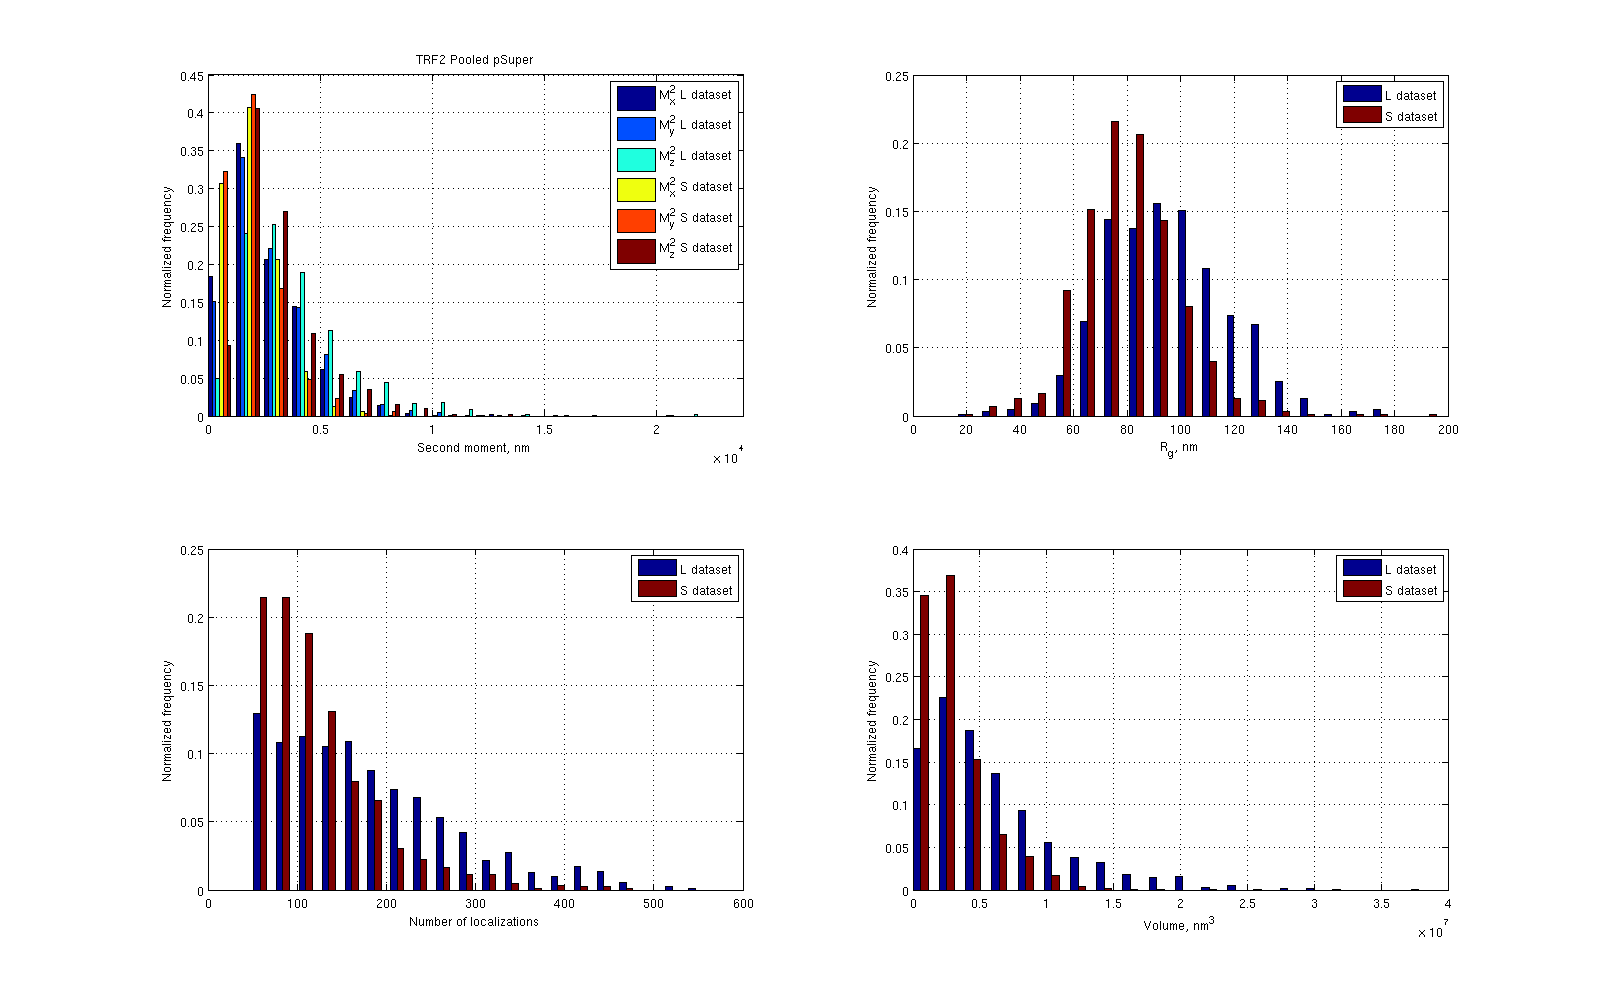 TRF2 Pooled pSuper
Normalized frequency
0.45
0.4
0.35
0.3
0.25
0.2
0.15
0.1
0.05
0
M²ₓ L dataset
M²y L dataset
M²z L dataset
M²ₓ S dataset
M²y S dataset
M²z S dataset
0 0.5 1 1.5 2
Second moment, nm
× 10⁴
Normalized frequency
0.25
0.2
0.15
0.1
0.05
0
L dataset
S dataset
0 20 40 60 80 100 120 140 160 180 200
Rg, nm
Normalized frequency
0.25
0.2
0.15
0.1
0.05
0
L dataset
S dataset
0 100 200 300 400 500 600
Number of localizations
Normalized frequency
0.4
0.35
0.3
0.25
0.2
0.15
0.1
0.05
0
L dataset
S dataset
0 0.5 1 1.5 2 2.5 3 3.5 4
Volume, nm³
× 10⁷